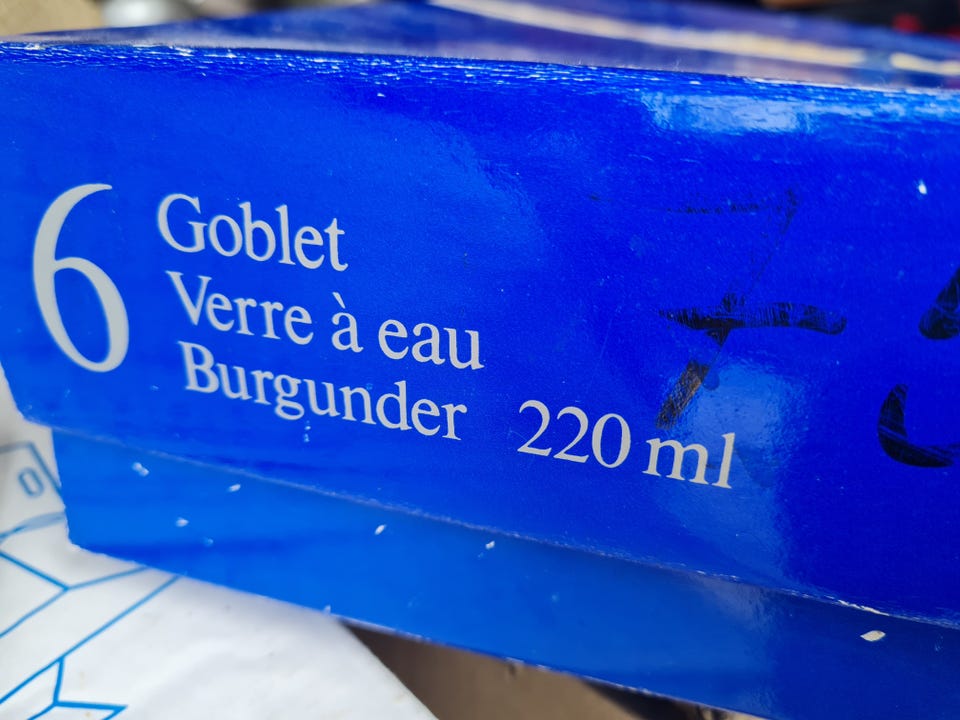 6
Goblet
Verre à eau
Burgunder 220 ml